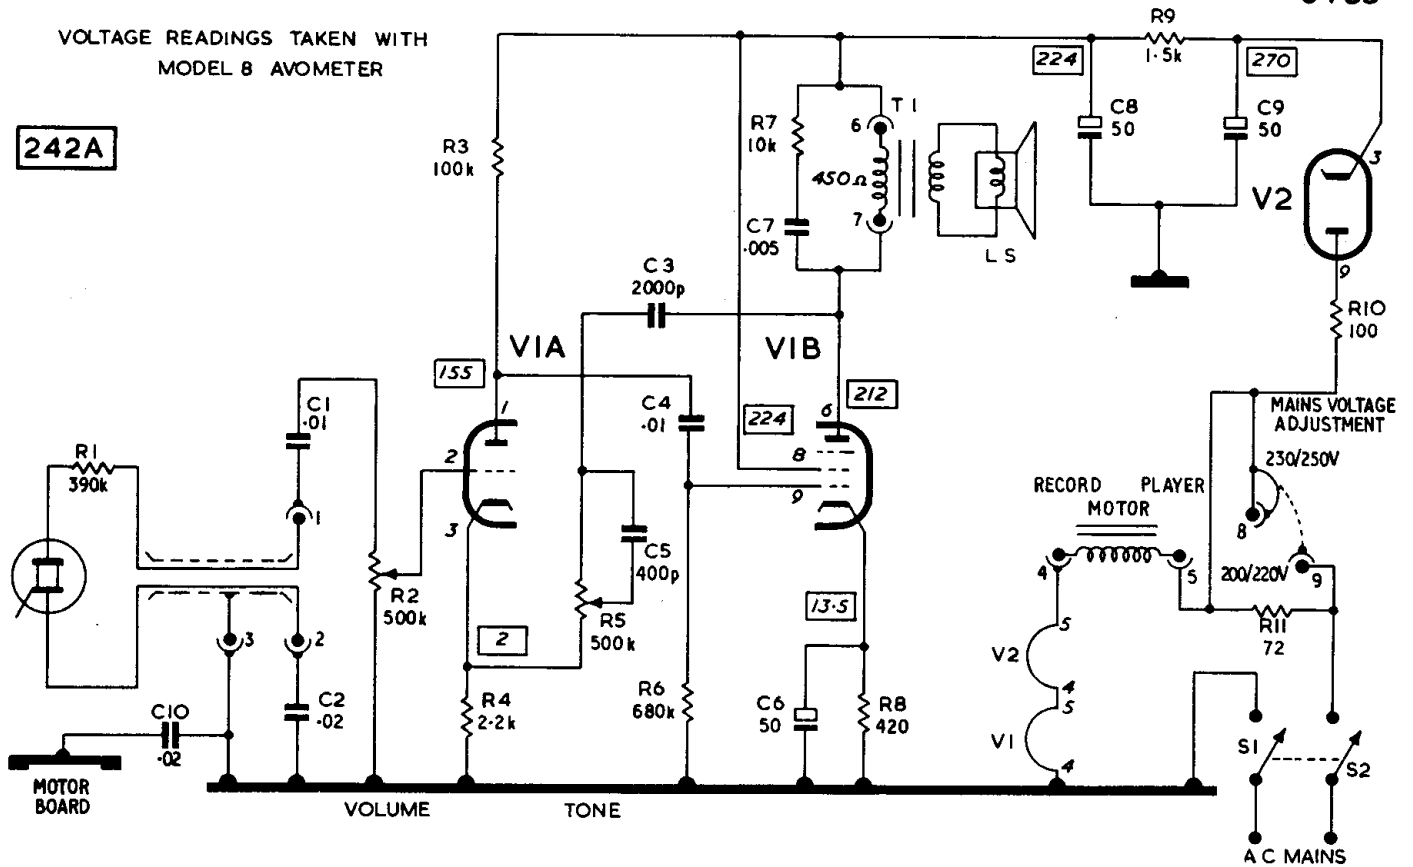 VOLTAGE READINGS TAKEN WITH
MODEL 8 AVOMETER
242A
R9
1·5k
224
270
C8
50
C9
50
R3
100k
R7
10k
6
T1
450Ω
7
C7
·005
LS
V2
3
9
R10
100
C3
2000p
V1A
V1B
155
212
1
C1
·01
C4
·01
224
6
MAINS VOLTAGE
ADJUSTMENT
2
8
9
230/250V
R1
390k
3
1
RECORD PLAYER
MOTOR
8
C5
400p
4
5
200/220V
9
R2
500k
R5
500k
13·5
R11
72
3
2
2
5
V2
4
R4
2·2k
R6
680k
C6
50
R8
420
5
V1
4
C10
·02
C2
·02
S1
S2
MOTOR
BOARD
VOLUME
TONE
AC MAINS